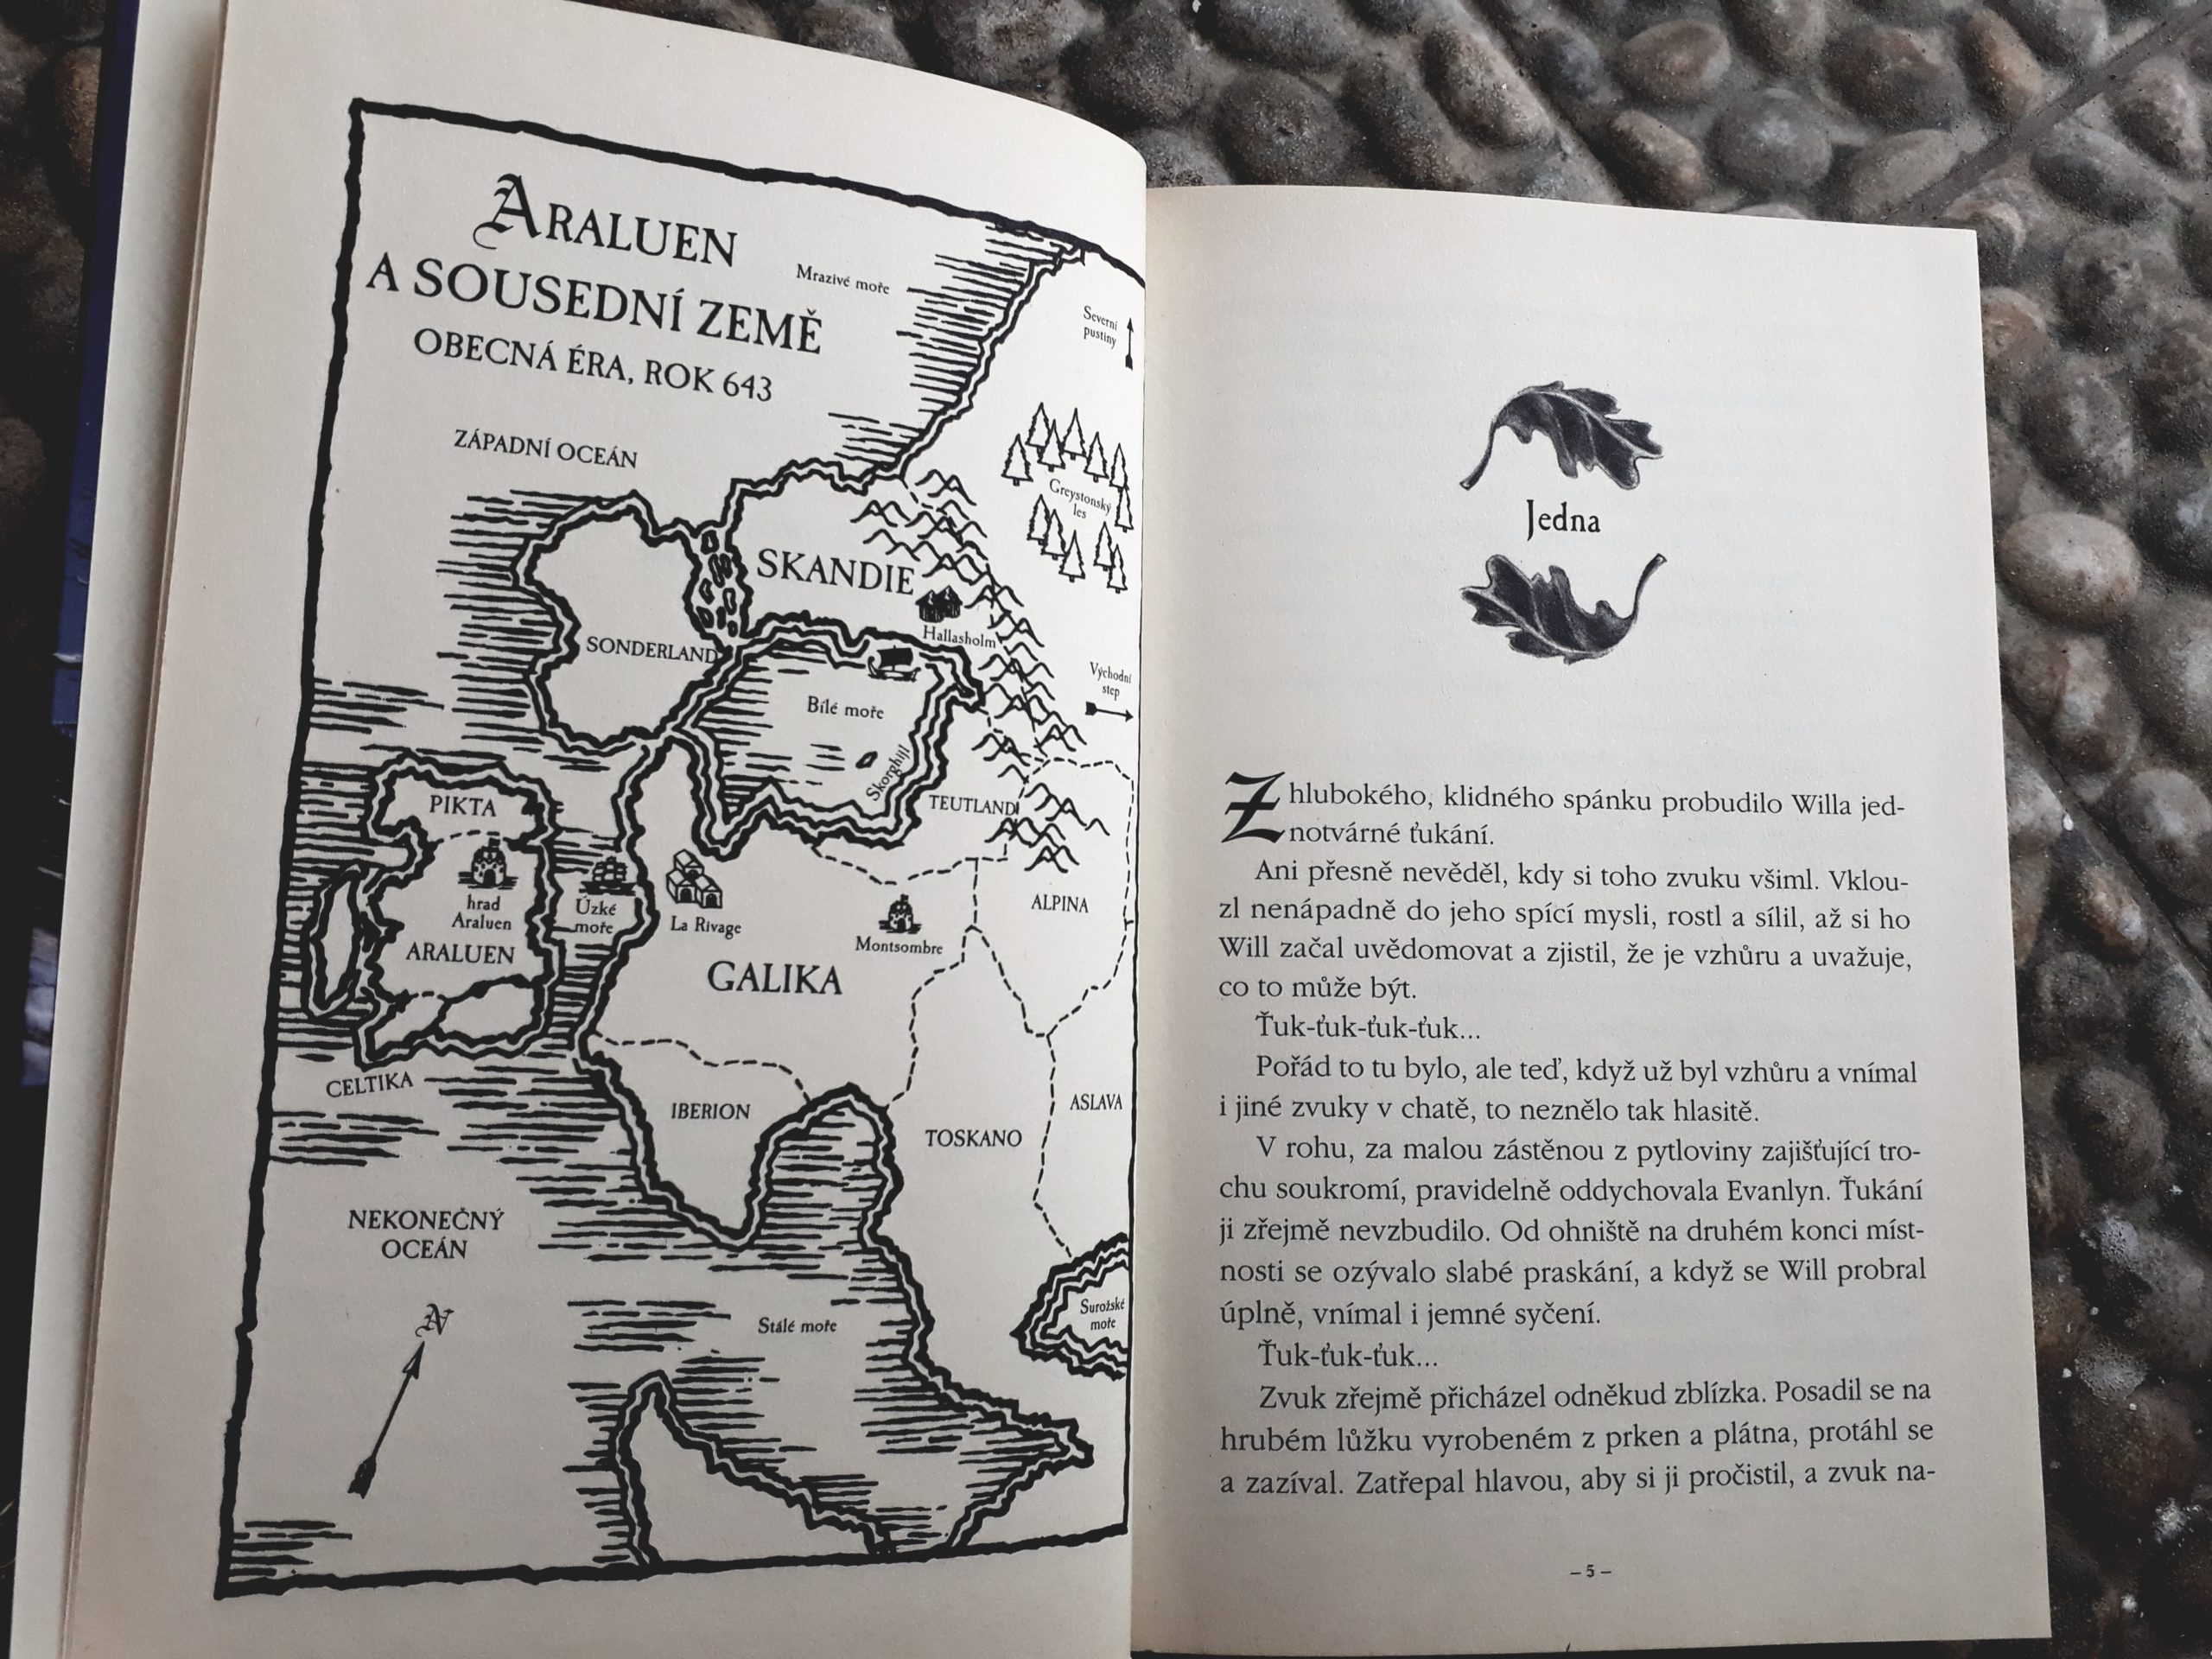 ARALUEN
A SOUSEDNÍ ZEMĚ
OBECNÁ ÉRA, ROK 643
Mrazivé moře
Severní
pustiny
ZÁPADNÍ OCEÁN
Greystonský
les
SKANDIE
Hallasholm
SONDERLAND
Východní
step
Bílé moře
Skorghijl
TEUTLAND
PIKTA
hrad
Araluen
Úzké
moře
La Rivage
Montsombre
ALPINA
ARALUEN
GALIKA
CELTIKA
IBERION
ASLAVA
TOSKANO
NEKONEČNÝ
OCEÁN
Surožské
moře
Stálé moře
N
Jedna
Z hlubokého, klidného spánku probudilo Willa jed-
notvárné ťukání.
Ani přesně nevěděl, kdy si toho zvuku všiml. Vklou-
zl nenápadně do jeho spící mysli, rostl a sílil, až si ho
Will začal uvědomovat a zjistil, že je vzhůru a uvažuje,
co to může být.
Ťuk-ťuk-ťuk-ťuk...
Pořád to tu bylo, ale teď, když už byl vzhůru a vnímal
i jiné zvuky v chatě, to neznělo tak hlasitě.
V rohu, za malou zástěnou z pytloviny zajišťující tro-
chu soukromí, pravidelně oddychovala Evanlyn. Ťukání
ji zřejmě nevzbudilo. Od ohniště na druhém konci míst-
nosti se ozývalo slabé praskání, a když se Will probral
úplně, vnímal i jemné syčení.
Ťuk-ťuk-ťuk...
Zvuk zřejmě přicházel odněkud zblízka. Posadil se na
hrubém lůžku vyrobeném z prken a plátna, protáhl se
a zazíval. Zatřepal hlavou, aby si ji pročistil, a zvuk na-
– 5 –